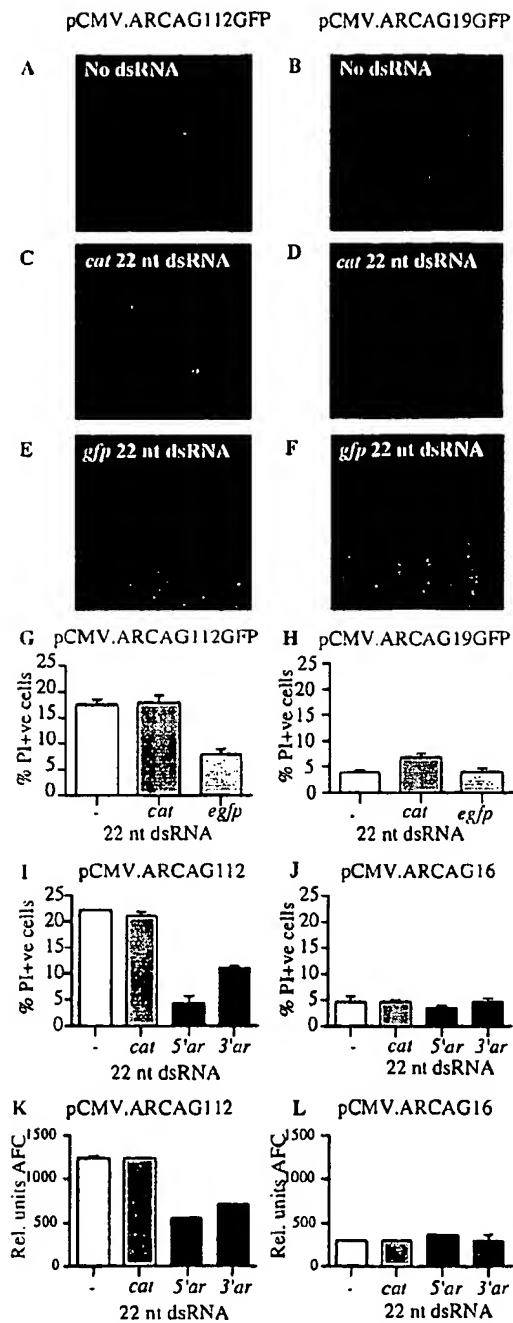 pCMV.ARCAG112GFP pCMV.ARCAG19GFP
A No dsRNA B No dsRNA
C cat 22 nt dsRNA D cat 22 nt dsRNA
E gfp 22 nt dsRNA F gfp 22 nt dsRNA
G pCMV.ARCAG112GFP H pCMV.ARCAG19GFP
% PI+ve cells
25
20
15
10
5
0
- cat egfp
22 nt dsRNA
% PI+ve cells
25
20
15
10
5
0
- cat egfp
22 nt dsRNA
I pCMV.ARCAG112 J pCMV.ARCAG16
% PI+ve cells
25
20
15
10
5
0
- cat 5'ar 3'ar
22 nt dsRNA
% PI+ve cells
25
20
15
10
5
0
- cat 5'ar 3'ar
22 nt dsRNA
K pCMV.ARCAG112 L pCMV.ARCAG16
Rel. units AFC
1500
1000
500
0
- cat 5'ar 3'ar
22 nt dsRNA
Rel. units AFC
1500
1000
500
0
- cat 5'ar 3'ar
22 nt dsRNA